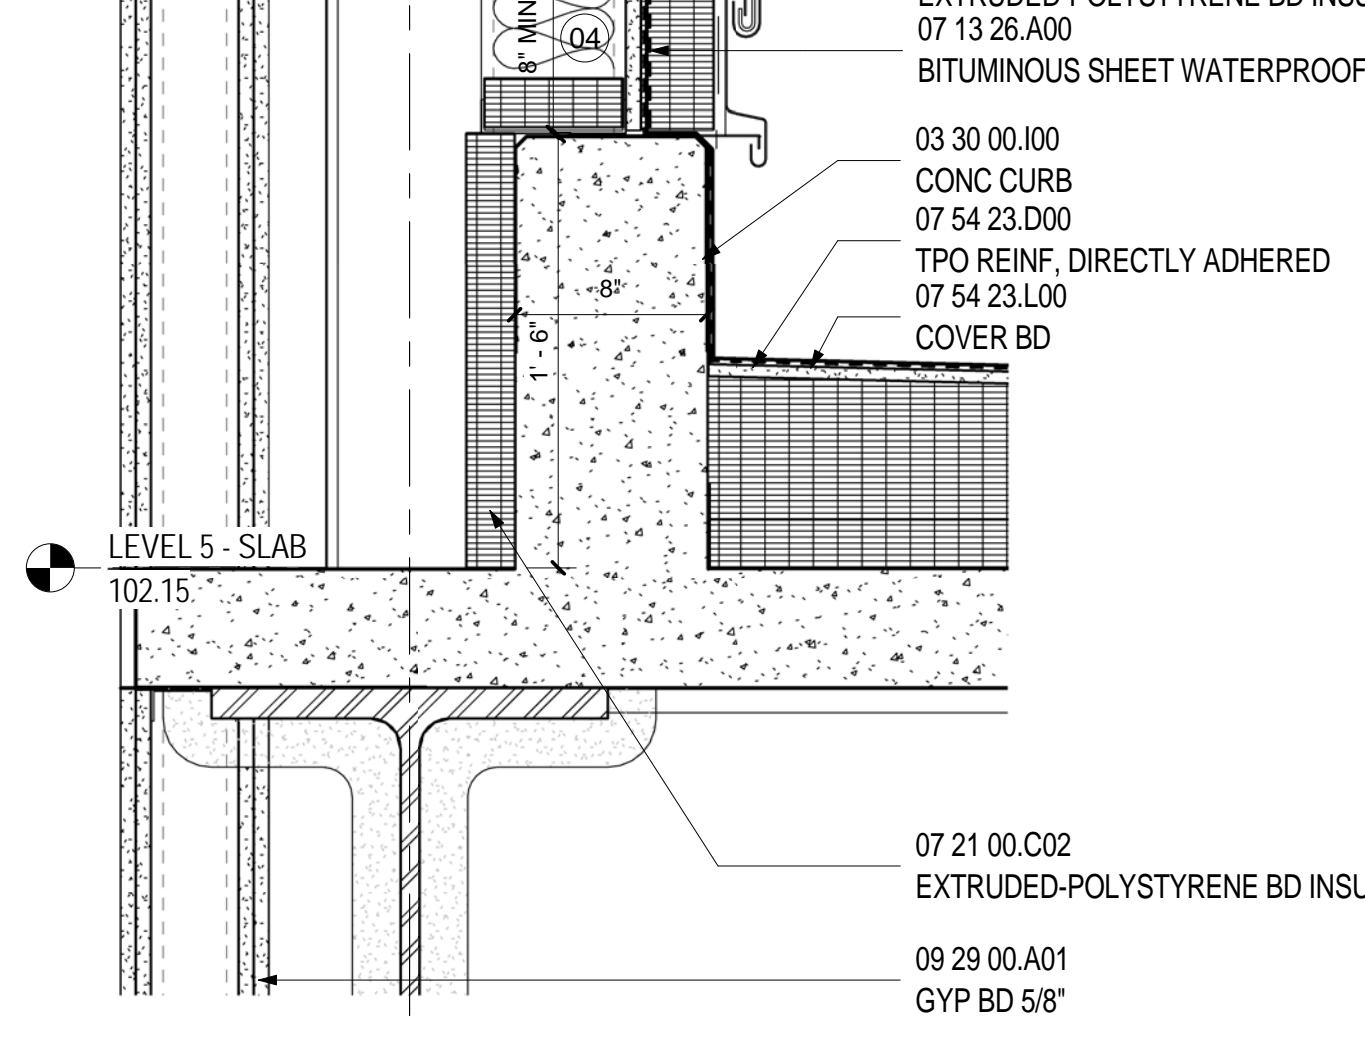 EXTRUDED-POLYSTYRENE BD INSU
07 13 26.A00
BITUMINOUS SHEET WATERPROOF
8" MIN
04
03 30 00.I00
CONC CURB
07 54 23.D00
TPO REINF, DIRECTLY ADHERED
07 54 23.L00
COVER BD
8"
1' - 6"
LEVEL 5 - SLAB
102.15
07 21 00.C02
EXTRUDED-POLYSTYRENE BD INSU
09 29 00.A01
GYP BD 5/8"